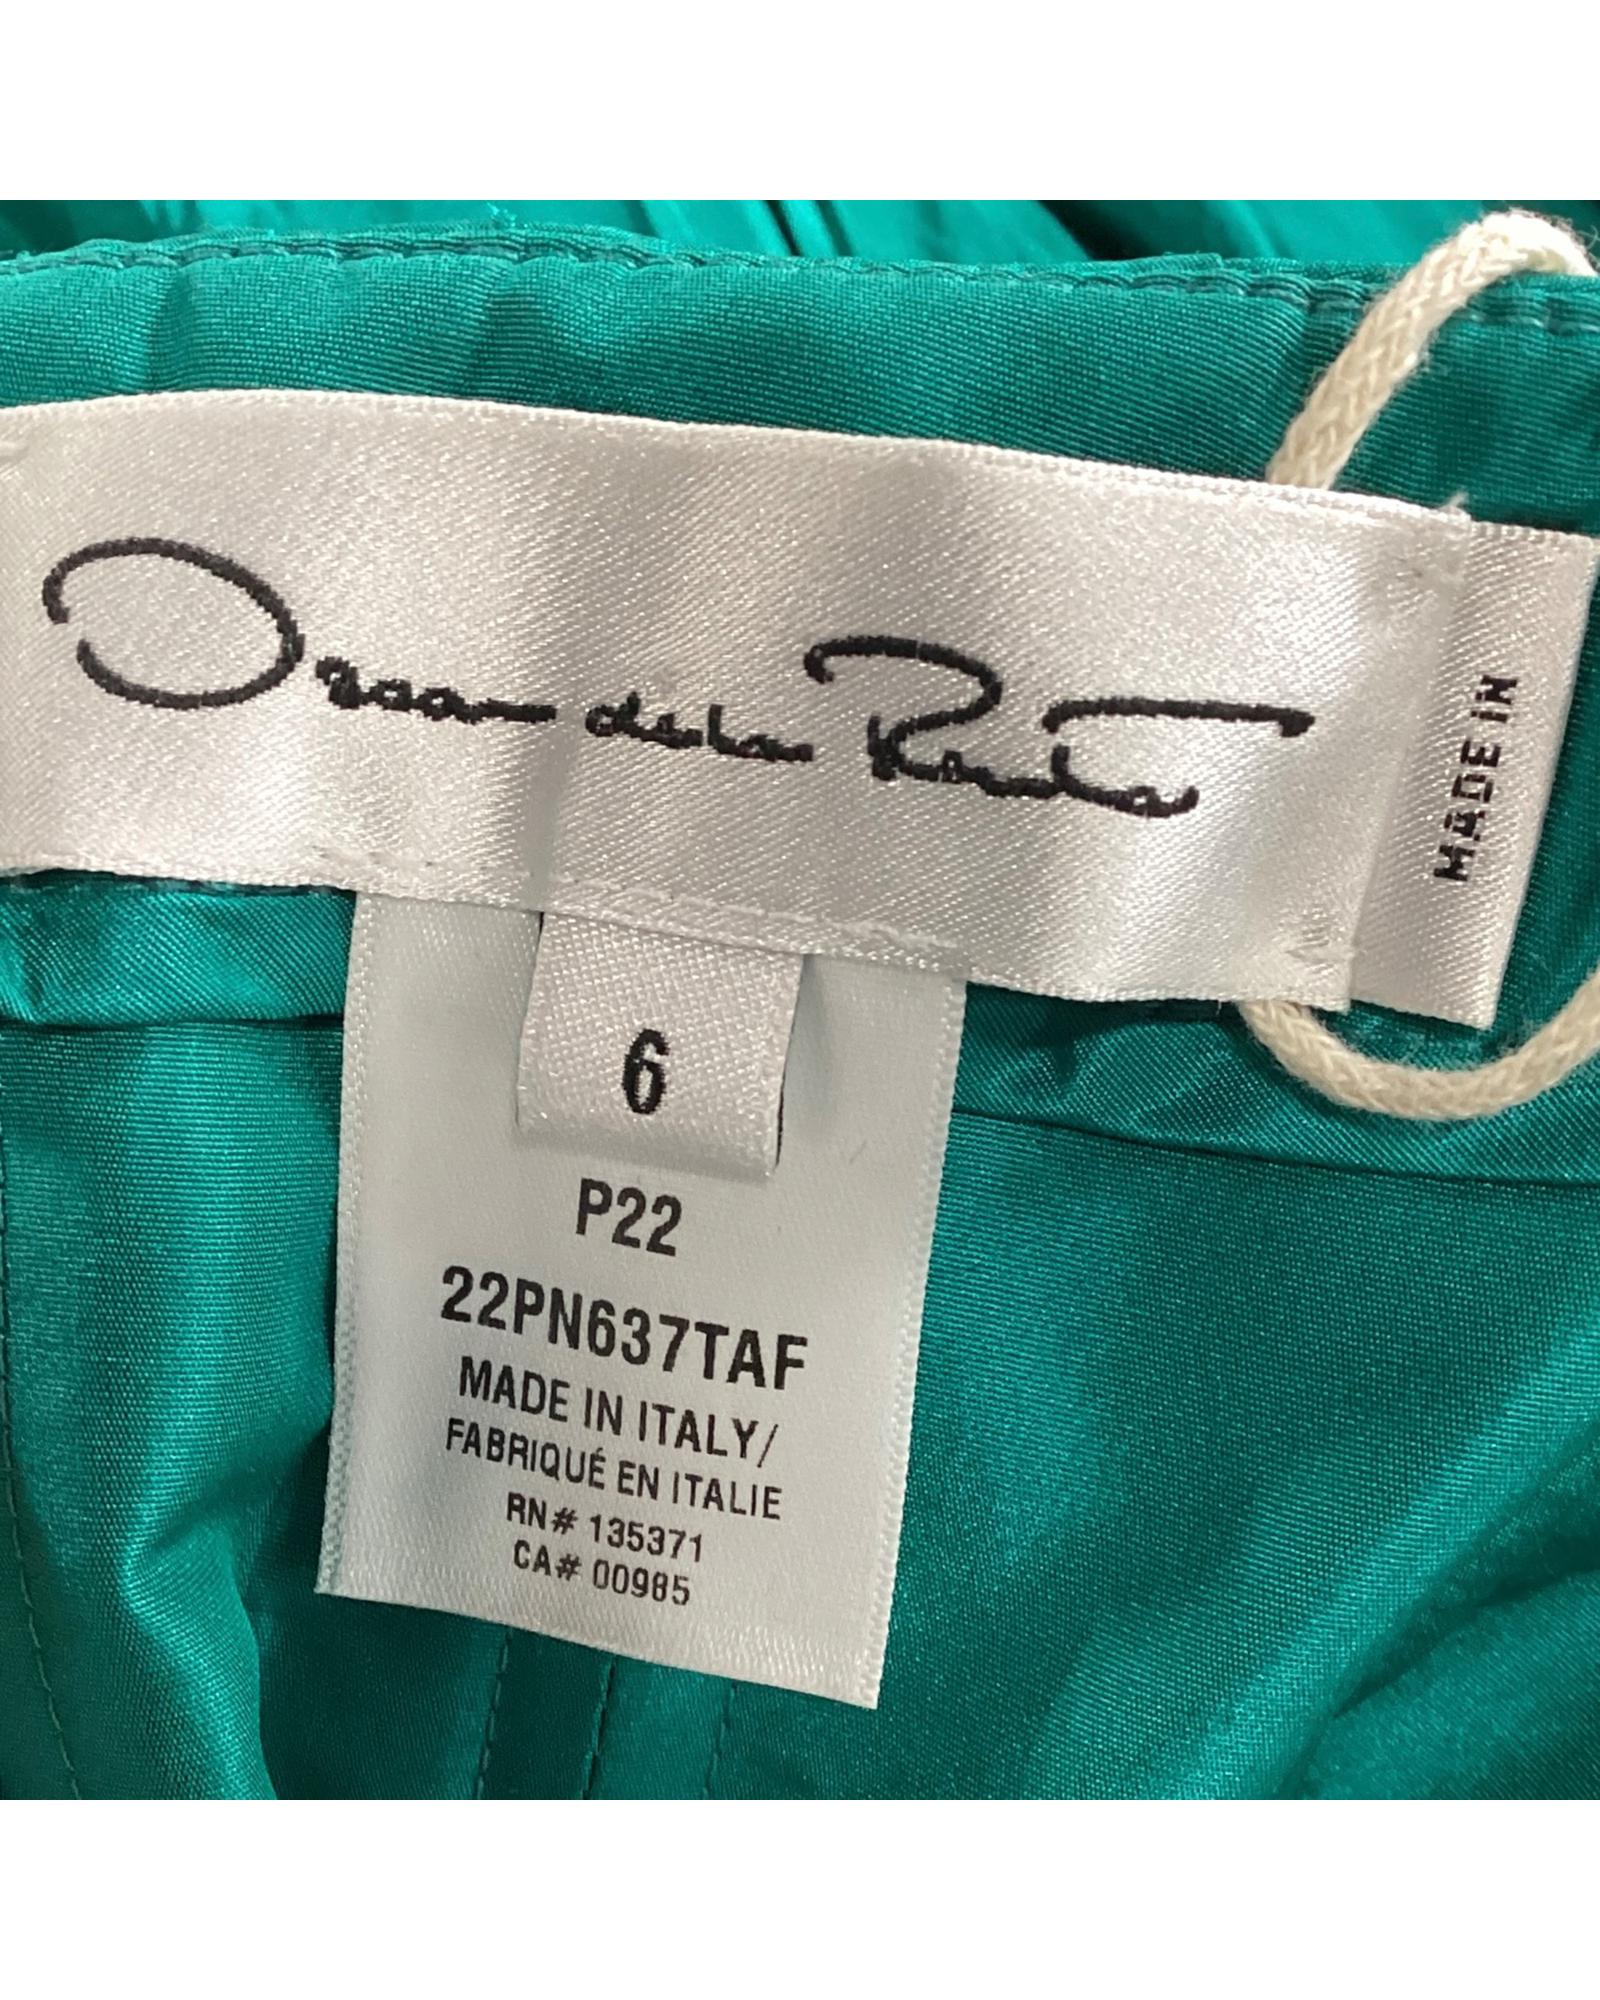 Oscar de la Renta
MADE IN
6
P22
22PN637TAF
MADE IN ITALY/
FABRIQUÉ EN ITALIE
RN# 135371
CA# 00985